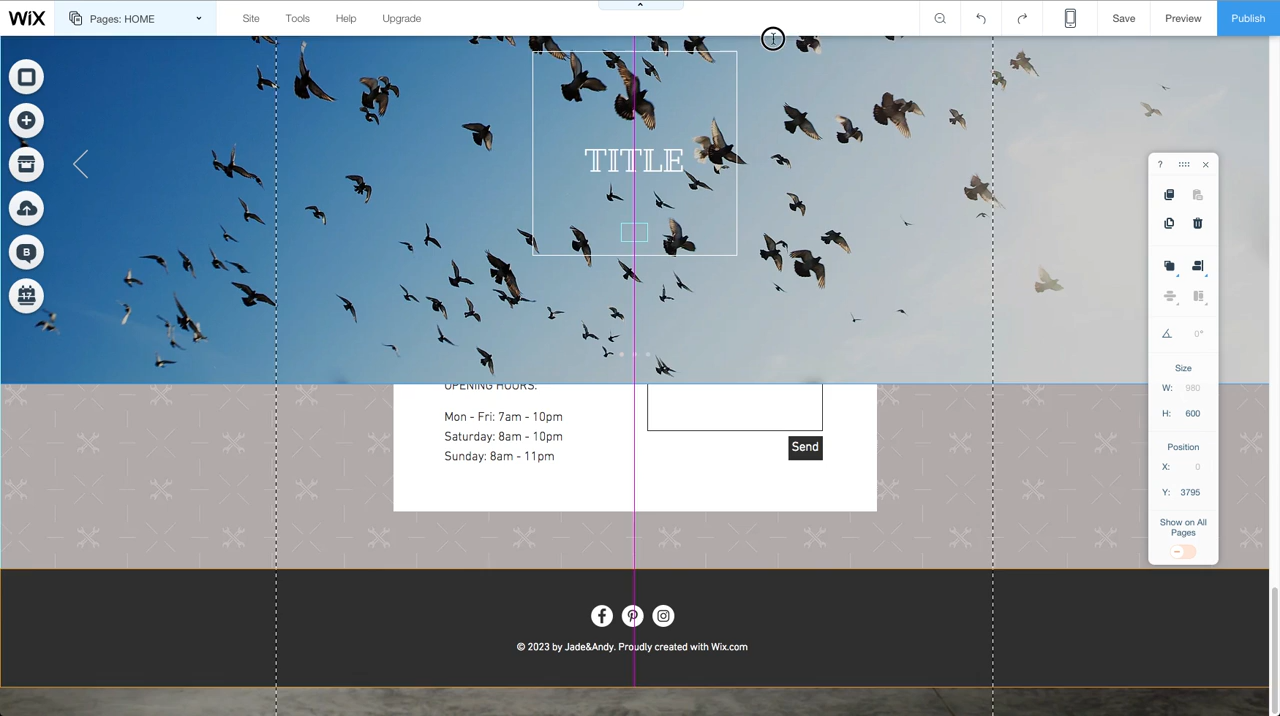 WiX
Pages: HOME
Site
Tools
Help
Upgrade
Save
Preview
Publish
TITLE
?
0°
Size
W: 980
H: 600
Position
X: 0
Y: 3795
Show on All
Pages
OPENING HOURS:
Mon - Fri: 7am - 10pm
Saturday: 8am - 10pm
Sunday: 8am - 11pm
Send
© 2023 by Jade&Andy. Proudly created with Wix.com